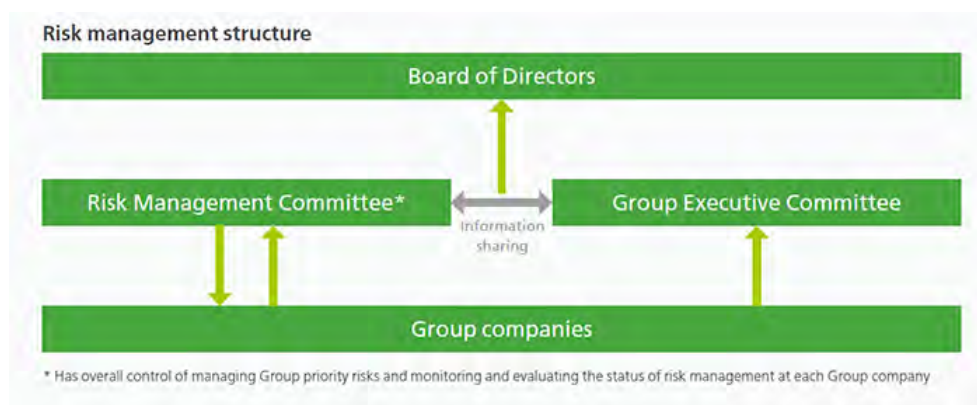 Risk management structure
Board of Directors
Risk Management Committee*
Group Executive Committee
Information
sharing
Group companies
* Has overall control of managing Group priority risks and monitoring and evaluating the status of risk management at each Group company